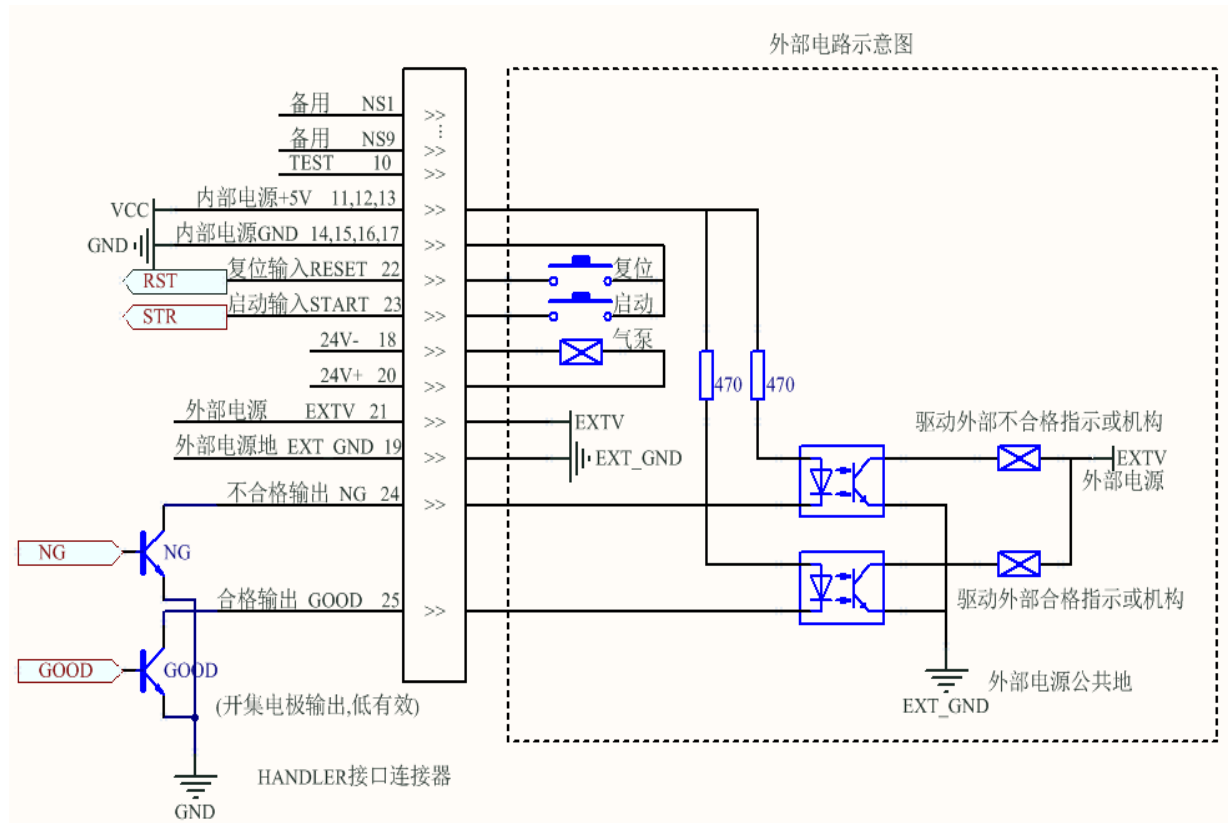 外部电路示意图
备用 NS1
>>
⋮
备用 NS9
>>
TEST 10
>>
内部电源+5V 11,12,13
VCC
>>
内部电源GND 14,15,16,17
GND
>>
复位输入RESET 22
RST
>>
复位
启动输入START 23
STR
>>
启动
24V- 18
>>
气泵
24V+ 20
>>
470
470
外部电源 EXTV 21
>>
EXTV
外部电源地 EXT GND 19
>>
EXT_GND
驱动外部不合格指示或机构
EXTV
外部电源
不合格输出 NG 24
>>
NG
NG
合格输出 GOOD 25
>>
驱动外部合格指示或机构
GOOD
GOOD
(开集电极输出,低有效)
外部电源公共地
EXT_GND
HANDLER接口连接器
GND